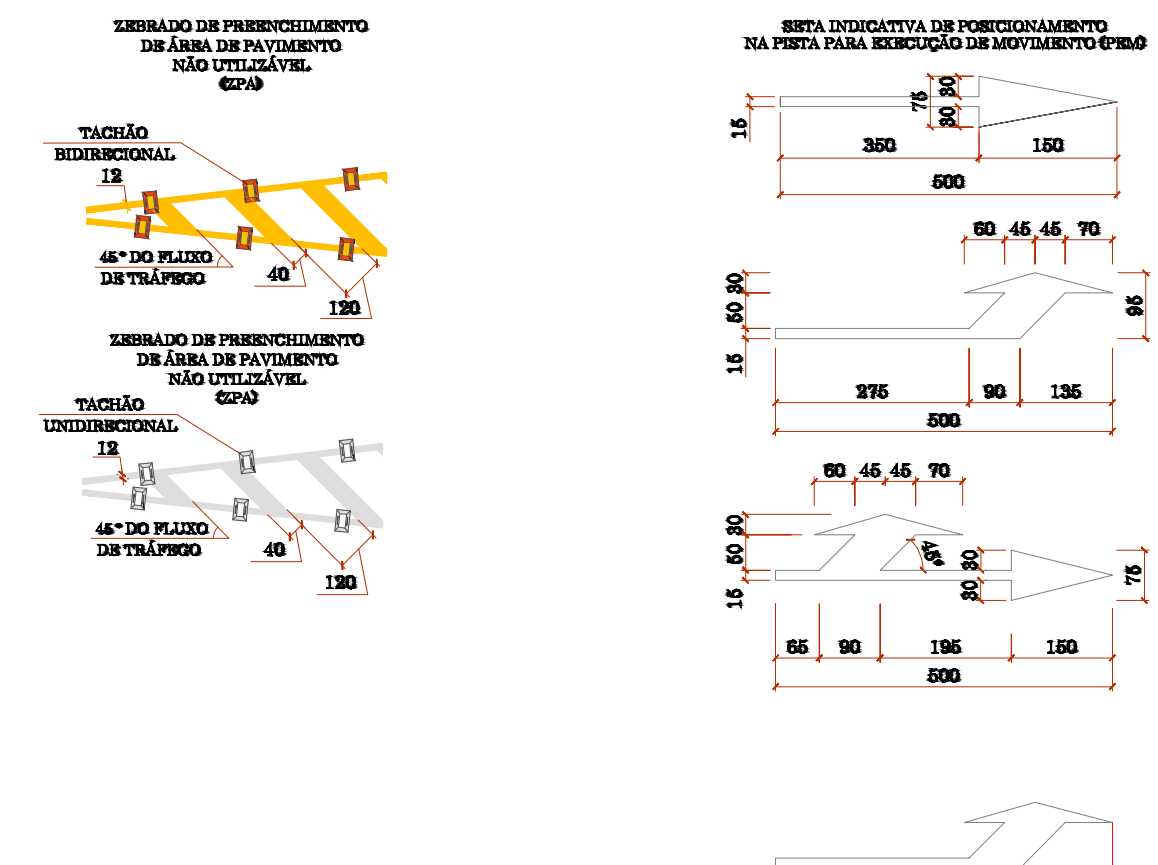 ZEBRADO DE PREENCHIMENTO
DE ÁREA DE PAVIMENTO
NÃO UTILIZÁVEL
(ZPA)
TACHÃO
BIDIRECIONAL
12
45° DO FLUXO
DE TRÁFEGO
40
120
ZEBRADO DE PREENCHIMENTO
DE ÁREA DE PAVIMENTO
NÃO UTILIZÁVEL
(ZPA)
TACHÃO
UNIDIRECIONAL
12
45° DO FLUXO
DE TRÁFEGO
40
120
SETA INDICATIVA DE POSICIONAMENTO
NA PISTA PARA EXECUÇÃO DE MOVIMENTO (PEM)
30
75
30
15
350
150
500
60 45 45 70
30
50
95
15
275 90 135
500
60 45 45 70
30
50
45°
30
75
30
15
65 90 195 150
500